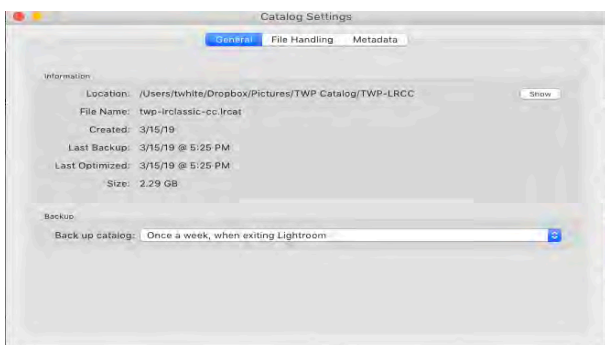 Catalog Settings
General File Handling Metadata
Information
Location: /Users/twhite/Dropbox/Pictures/TWP Catalog/TWP-LRCC Show
File Name: twp-lrclassic-cc.lrcat
Created: 3/15/19
Last Backup: 3/15/19 @ 5:25 PM
Last Optimized: 3/15/19 @ 5:25 PM
Size: 2.29 GB
Backup
Back up catalog: Once a week, when exiting Lightroom